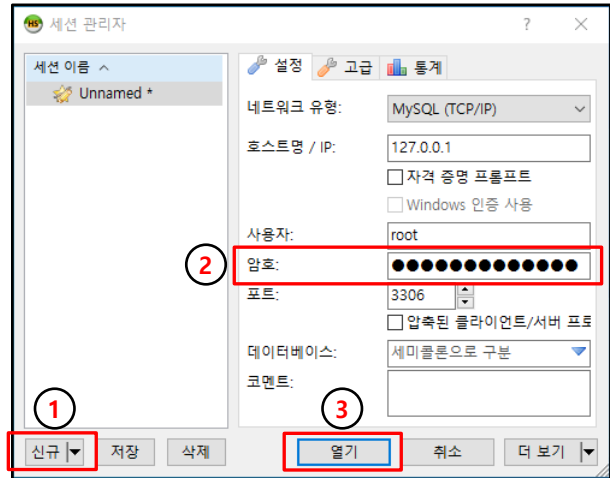 HS 세션 관리자 ? ×
세션 이름
Unnamed *
설정 고급 통계
네트워크 유형: MySQL (TCP/IP)
호스트명 / IP: 127.0.0.1
자격 증명 프롬프트
Windows 인증 사용
사용자: root
2 암호: ●●●●●●●●●●●●●
포트: 3306
압축된 클라이언트/서버 프로
데이터베이스: 세미콜론으로 구분
코멘트:
1 3
신규 저장 삭제 열기 취소 더 보기